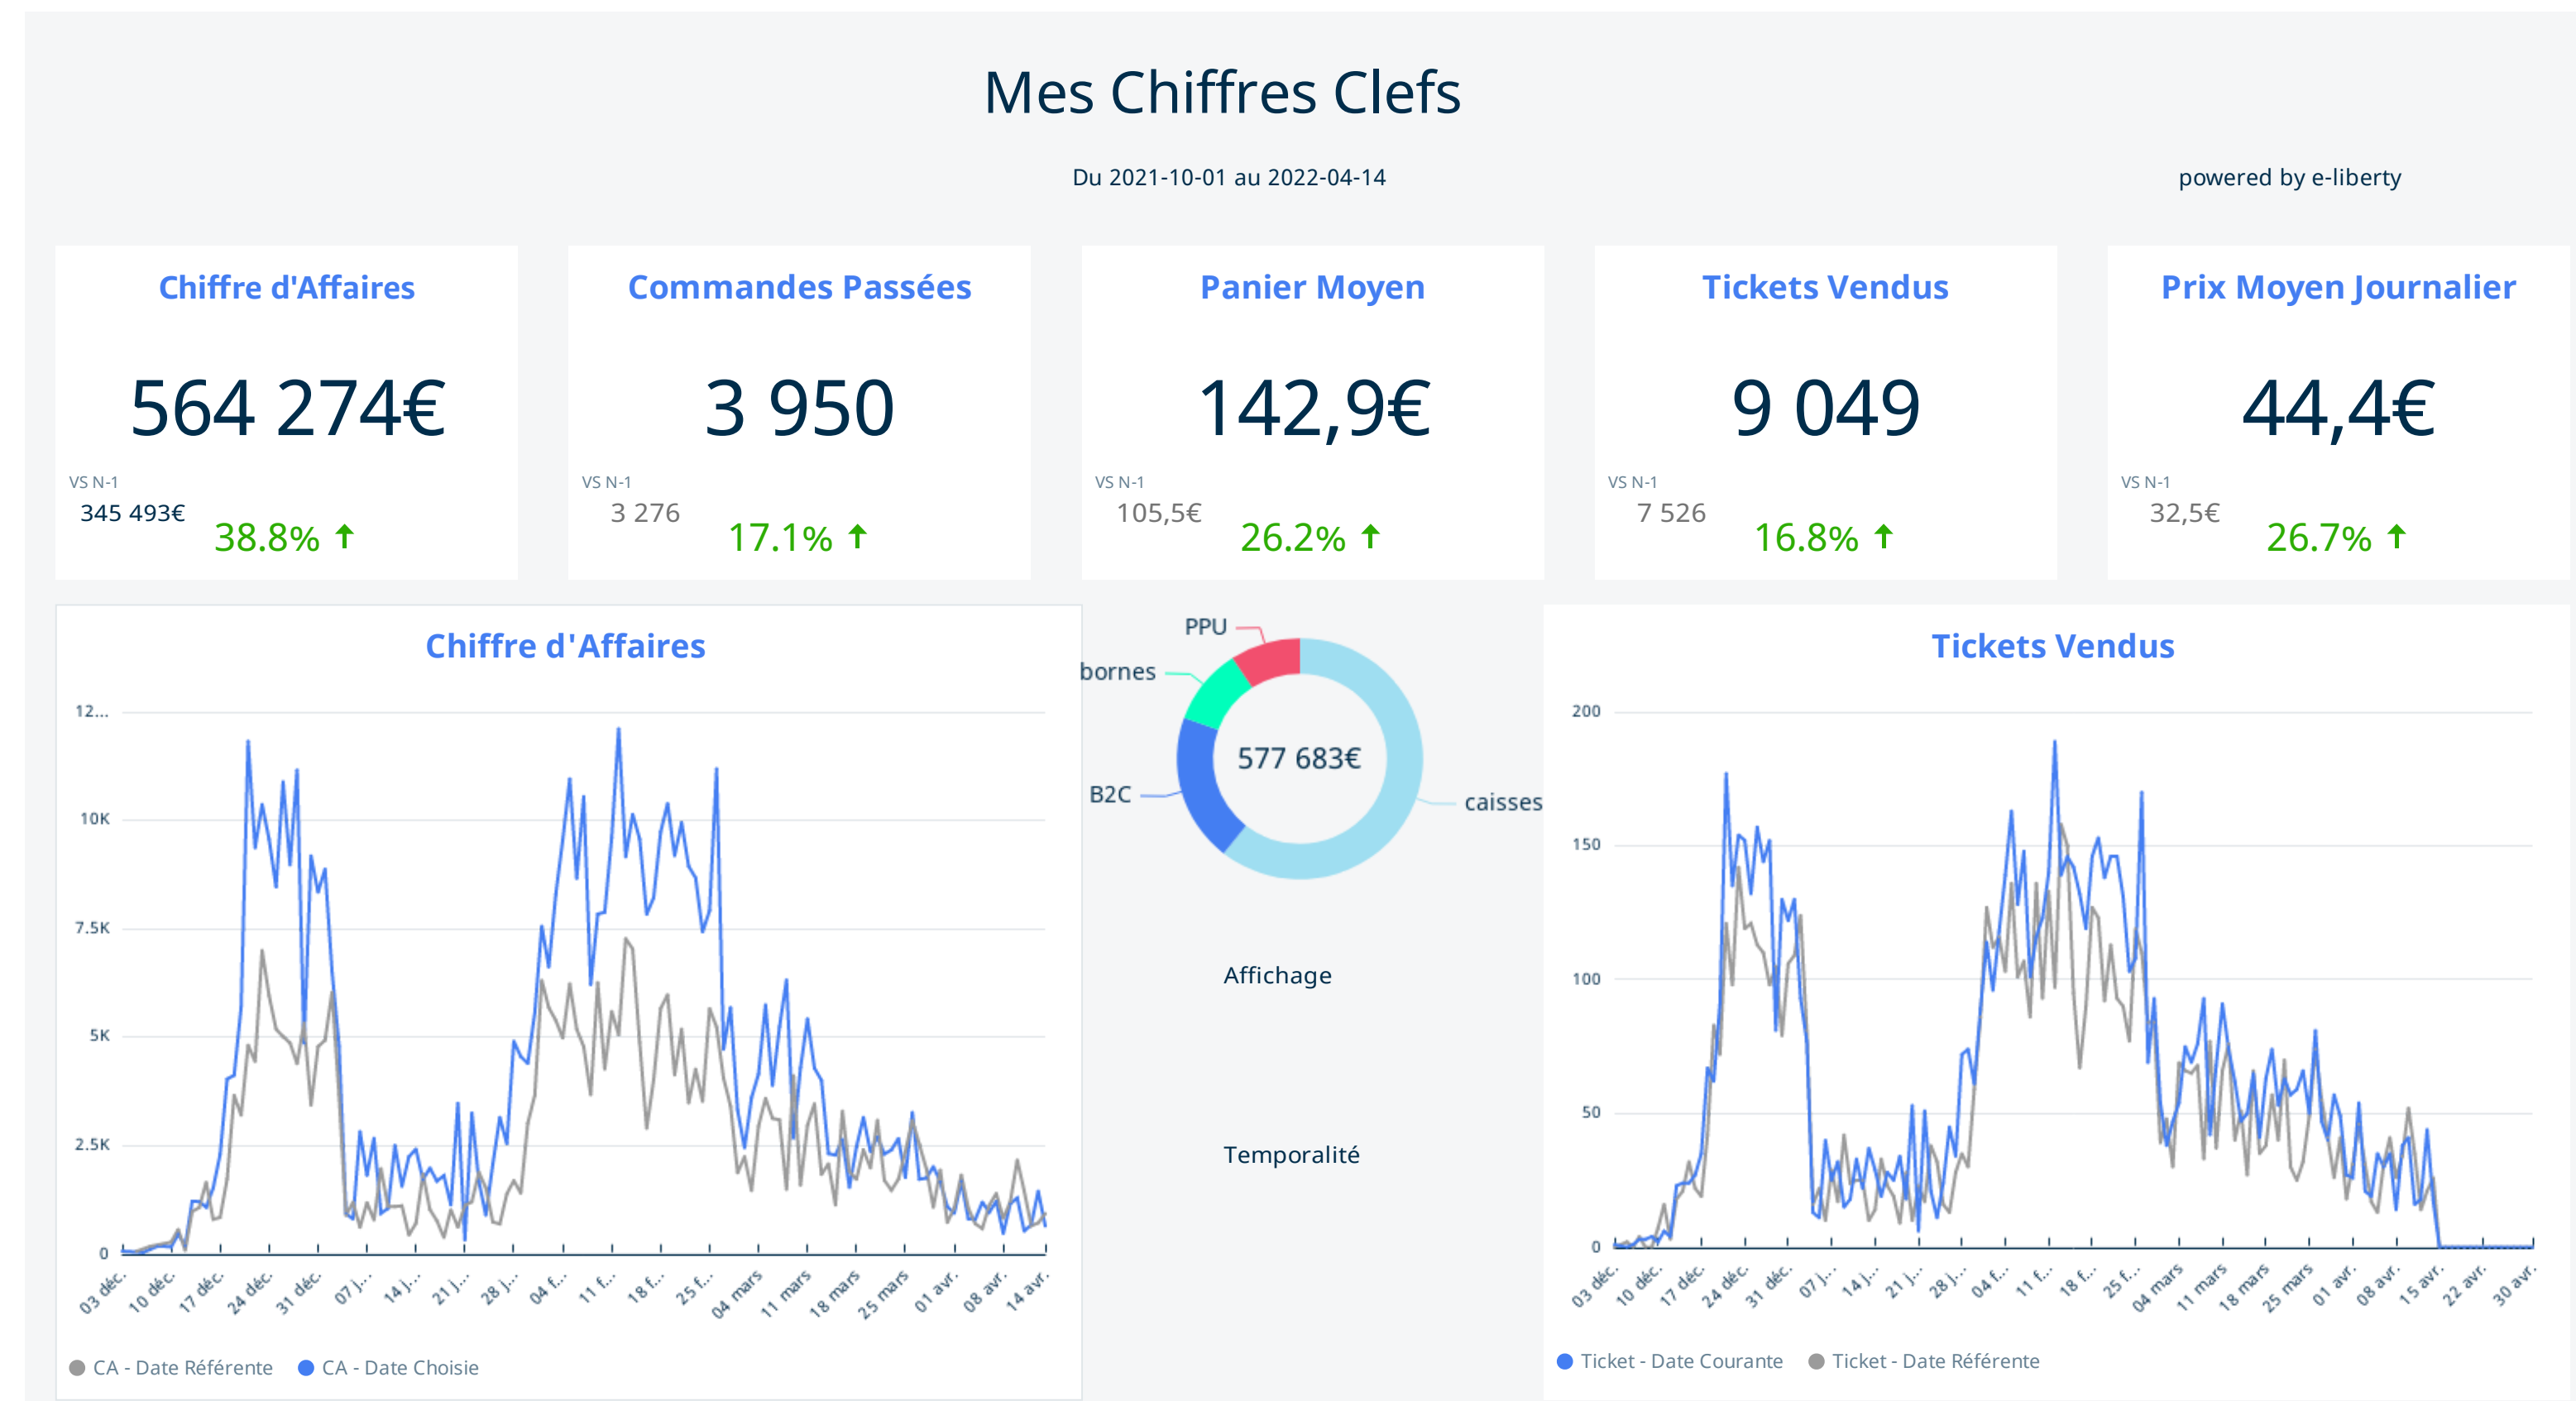 Mes Chiffres Clefs
Du 2021-10-01 au 2022-04-14
powered by e-liberty
Chiffre d'Affaires
564 274€
VS N-1
345 493€
38.8%
Commandes Passées
3 950
VS N-1
3 276
17.1%
Panier Moyen
142,9€
VS N-1
105,5€
26.2%
Tickets Vendus
9 049
VS N-1
7 526
16.8%
Prix Moyen Journalier
44,4€
VS N-1
32,5€
26.7%
Chiffre d'Affaires
12...
10K
7.5K
5K
2.5K
0
03 déc.
10 déc.
17 déc.
24 déc.
31 déc.
07 j...
14 j...
21 j...
28 j...
04 f...
11 f...
18 f...
25 f...
04 mars
11 mars
18 mars
25 mars
01 avr.
08 avr.
14 avr.
CA - Date Référente
CA - Date Choisie
PPU
bornes
B2C
577 683€
caisses
Affichage
Temporalité
Tickets Vendus
200
150
100
50
0
03 déc.
10 déc.
17 déc.
24 déc.
31 déc.
07 j...
14 j...
21 j...
28 j...
04 f...
11 f...
18 f...
25 f...
04 mars
11 mars
18 mars
25 mars
01 avr.
08 avr.
15 avr.
22 avr.
30 avr.
Ticket - Date Courante
Ticket - Date Référente